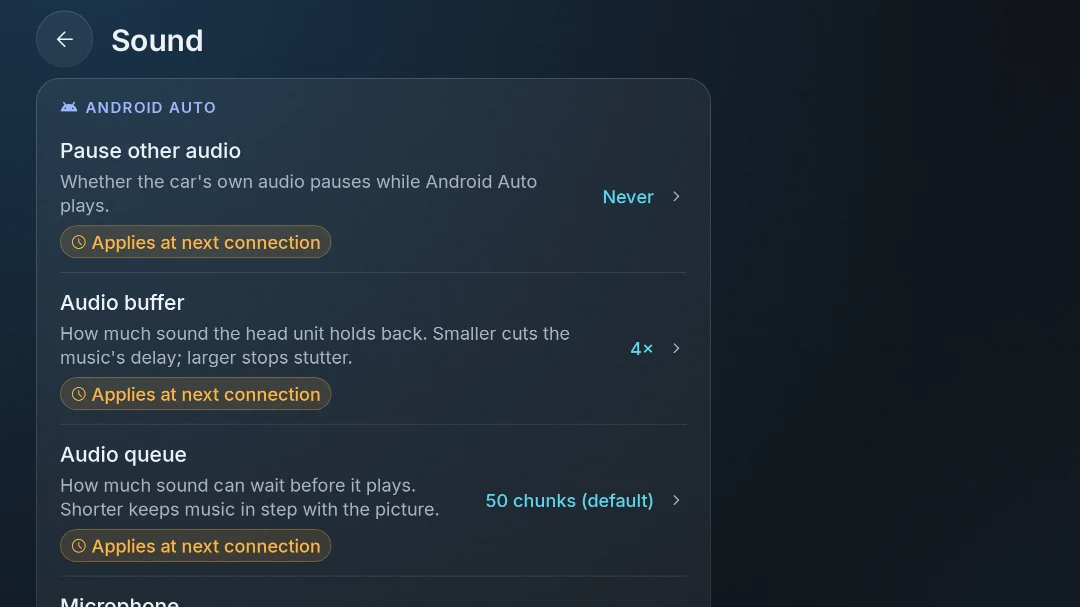 Sound
ANDROID AUTO
Pause other audio
Whether the car's own audio pauses while Android Auto
plays.
Never
Applies at next connection
Audio buffer
How much sound the head unit holds back. Smaller cuts the
music's delay; larger stops stutter.
4×
Applies at next connection
Audio queue
How much sound can wait before it plays.
Shorter keeps music in step with the picture.
50 chunks (default)
Applies at next connection
Microphone